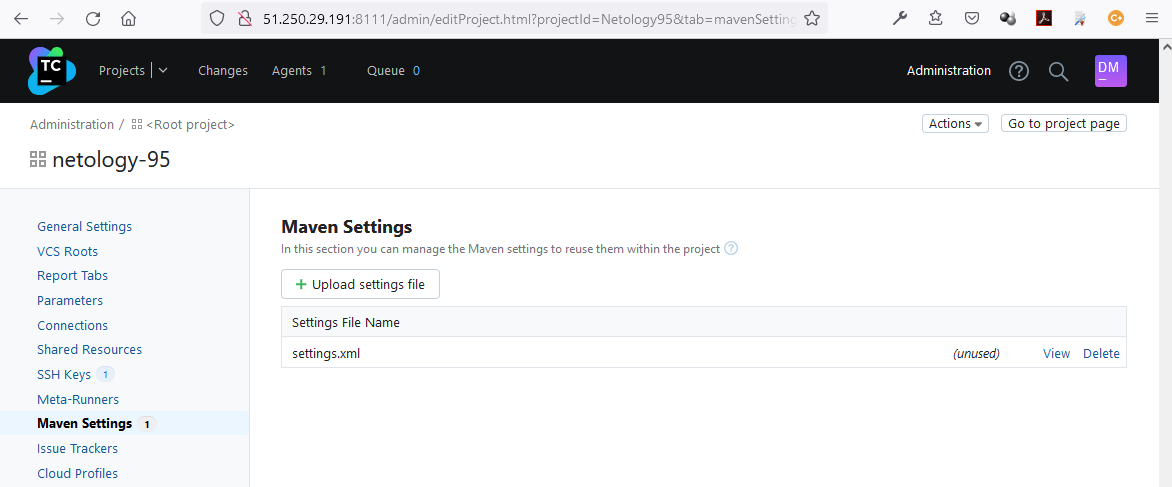 51.250.29.191:8111/admin/editProject.html?projectId=Netology95&tab=mavenSetting
TC
Projects
Changes
Agents 1
Queue 0
Administration
DM
Administration / <Root project>
Actions
Go to project page
netology-95
General Settings
VCS Roots
Report Tabs
Parameters
Connections
Shared Resources
SSH Keys 1
Meta-Runners
Maven Settings 1
Issue Trackers
Cloud Profiles
Maven Settings
In this section you can manage the Maven settings to reuse them within the project ?
+ Upload settings file
Settings File Name
settings.xml (unused) View Delete